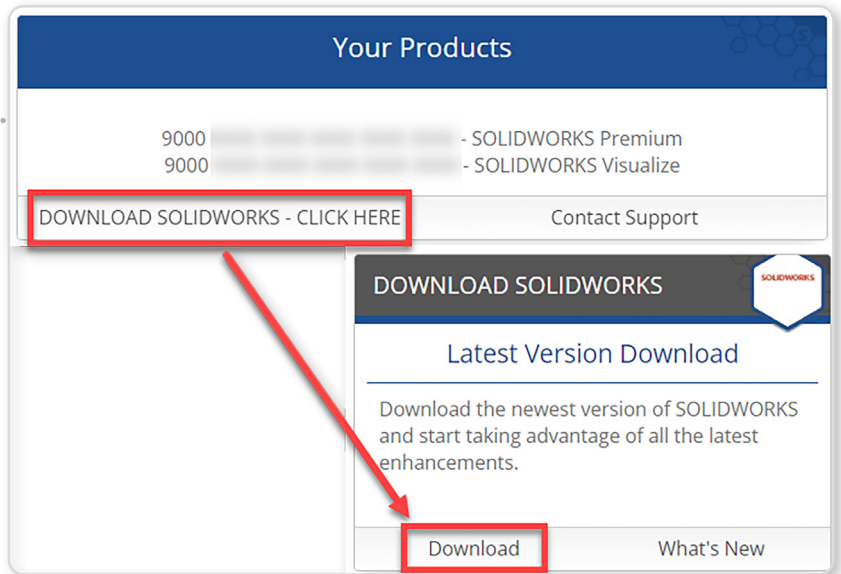 Your Products
9000 - SOLIDWORKS Premium
9000 - SOLIDWORKS Visualize
DOWNLOAD SOLIDWORKS - CLICK HERE
Contact Support
DOWNLOAD SOLIDWORKS
SOLIDWORKS
Latest Version Download
Download the newest version of SOLIDWORKS
and start taking advantage of all the latest
enhancements.
Download
What's New